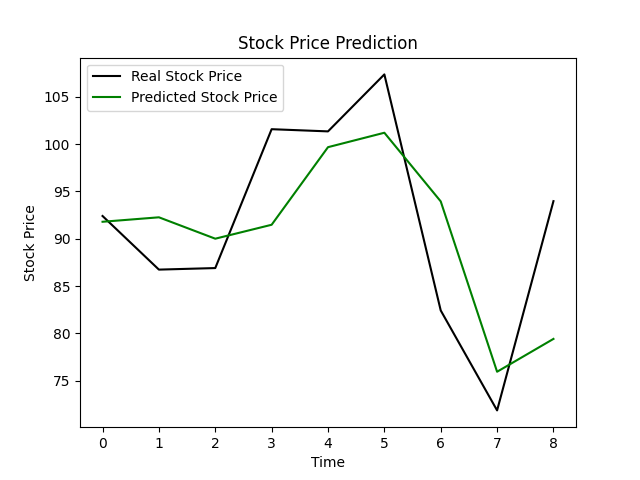 Stock Price Prediction
Real Stock Price
Predicted Stock Price
Stock Price
105
100
95
90
85
80
75
0 1 2 3 4 5 6 7 8
Time